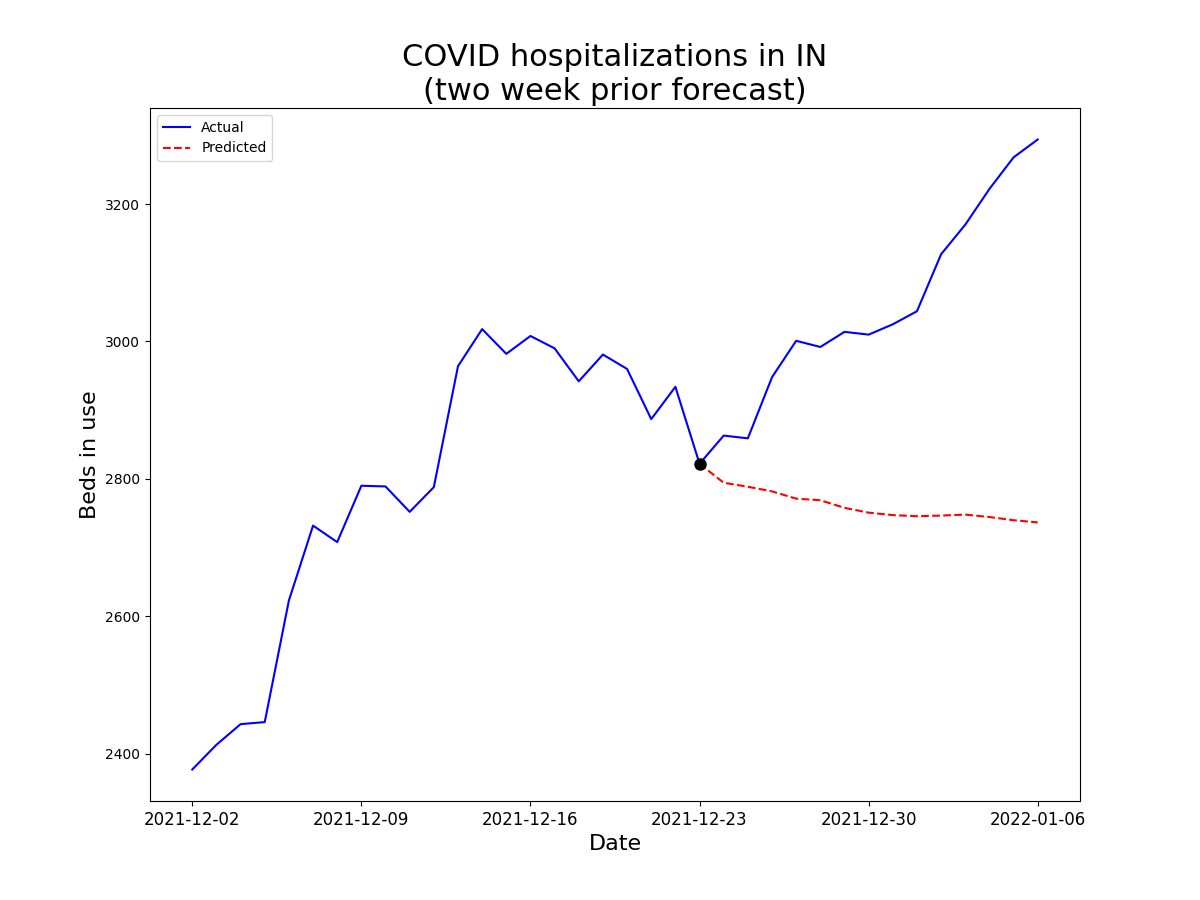 COVID hospitalizations in IN
(two week prior forecast)
Actual
Predicted
Beds in use
3200
3000
2800
2600
2400
2021-12-02
2021-12-09
2021-12-16
2021-12-23
2021-12-30
2022-01-06
Date